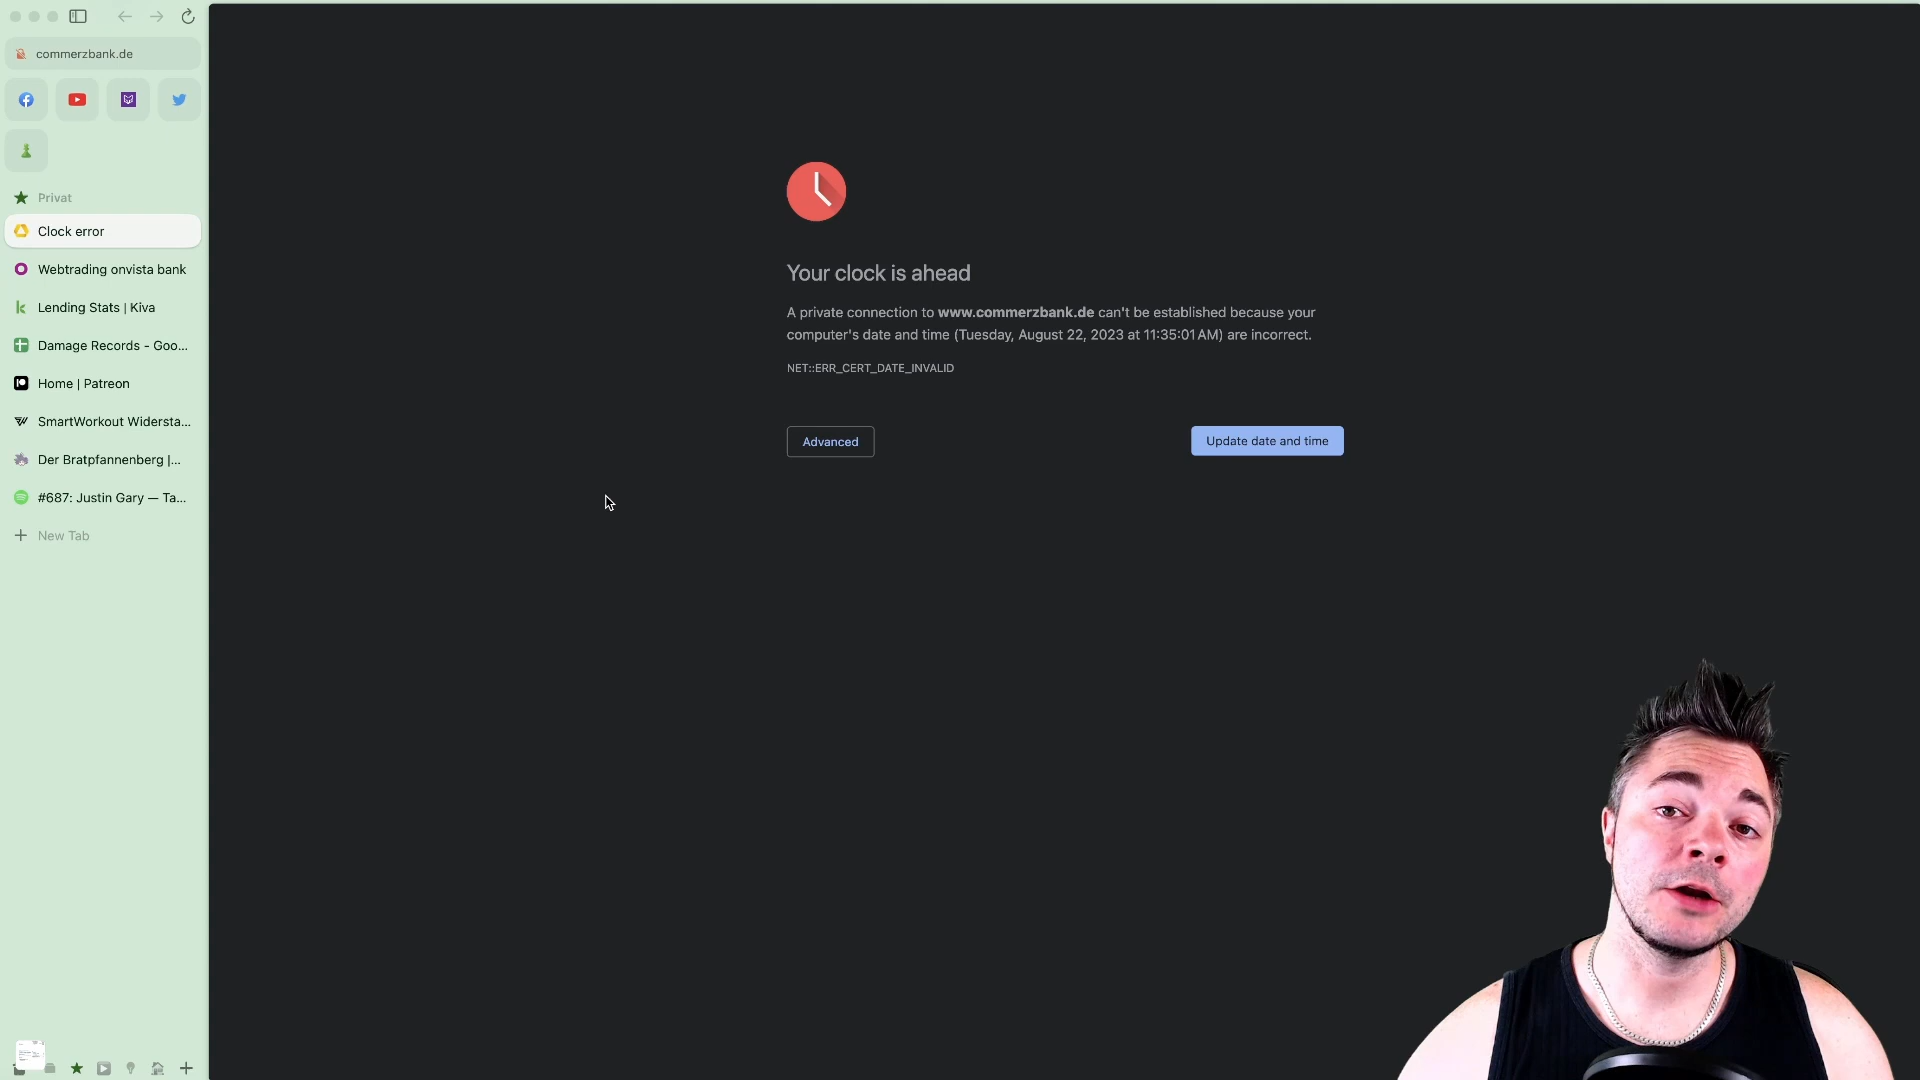 commerzbank.de
Privat
Clock error
Webtrading onvista bank
Lending Stats | Kiva
Damage Records - Goo...
Home | Patreon
SmartWorkout Widersta...
Der Bratpfannenberg |...
#687: Justin Gary — Ta...
New Tab
Your clock is ahead
A private connection to www.commerzbank.de can't be established because your
computer's date and time (Tuesday, August 22, 2023 at 11:35:01 AM) are incorrect.
NET::ERR_CERT_DATE_INVALID
Advanced
Update date and time